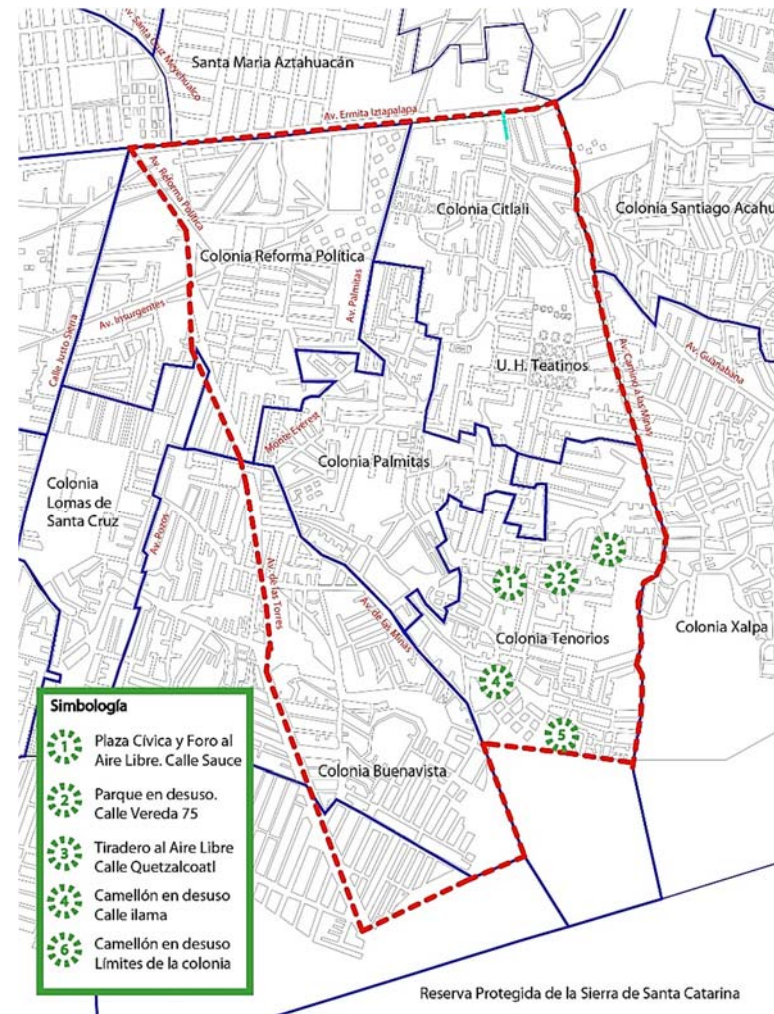 Av. Santa Cruz Meyehualco
Santa Maria Aztahuacán
Av. Ermita Iztapalapa
Av. Reforma Política
Colonia Citlali
Colonia Santiago Acahu
Colonia Reforma Política
Av. Palmitas
Av. Insurgentes
Calle Justo Sierra
U. H. Teatinos
Av. Camino a las Minas
Av. Guanabana
Monte Everest
Colonia Palmitas
Colonia
Lomas de
Santa Cruz
Av. Pozos
3
2
1
Av. de las Torres
Av. de las Minas
Colonia Tenorios
Colonia Xalpa
4
5
Colonia Buenavista
Simbología
1 Plaza Cívica y Foro al
Aire Libre. Calle Sauce
2 Parque en desuso.
Calle Vereda 75
3 Tiradero al Aire Libre
Calle Quetzalcoatl
4 Camellón en desuso
Calle ilama
6 Camellón en desuso
Límites de la colonia
Reserva Protegida de la Sierra de Santa Catarina